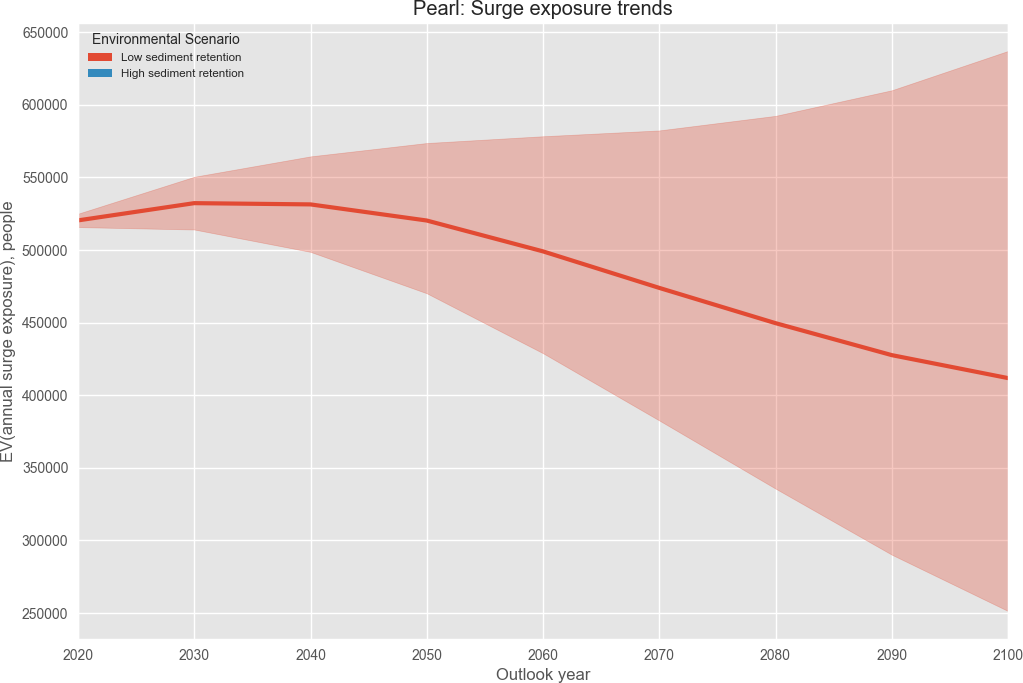 Pearl: Surge exposure trends
Environmental Scenario
Low sediment retention
High sediment retention
EV(annual surge exposure), people
650000
600000
550000
500000
450000
400000
350000
300000
250000
2020 2030 2040 2050 2060 2070 2080 2090 2100
Outlook year